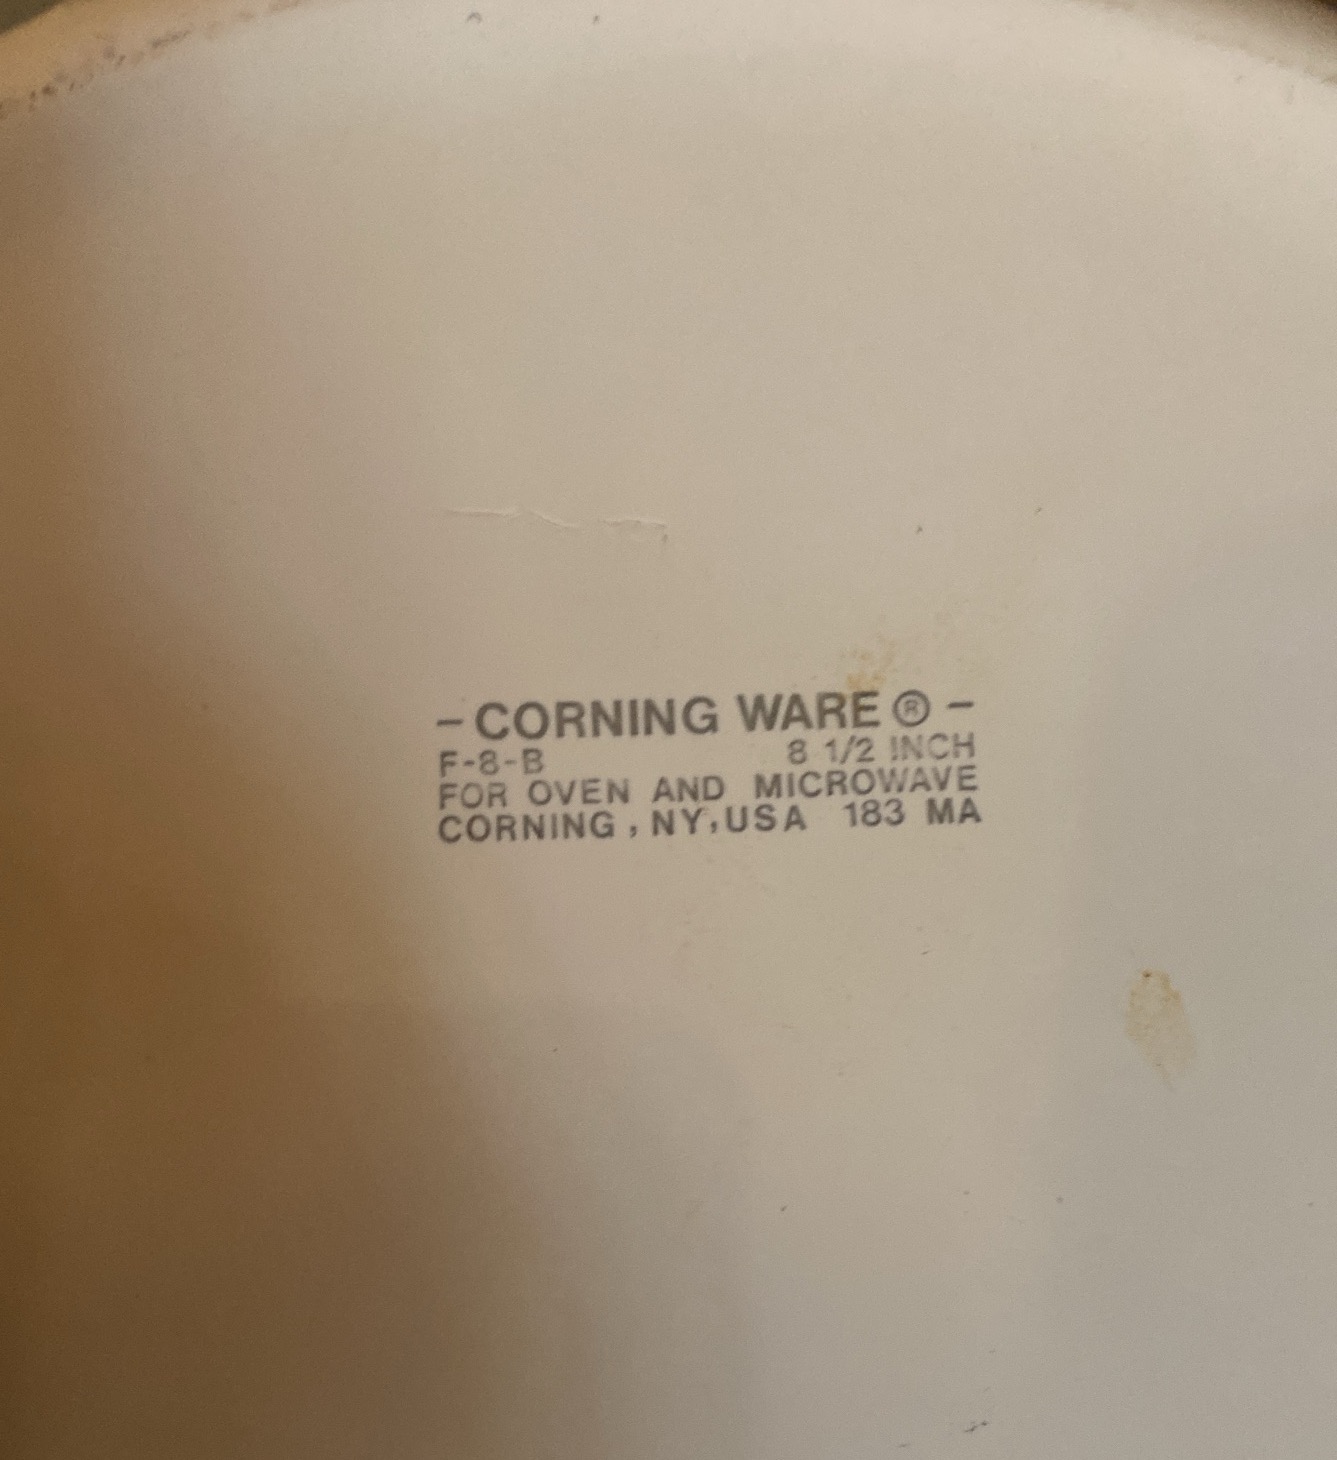 - CORNING WARE ® -
F-8-B 8 1/2 INCH
FOR OVEN AND MICROWAVE
CORNING, NY, USA 183 MA